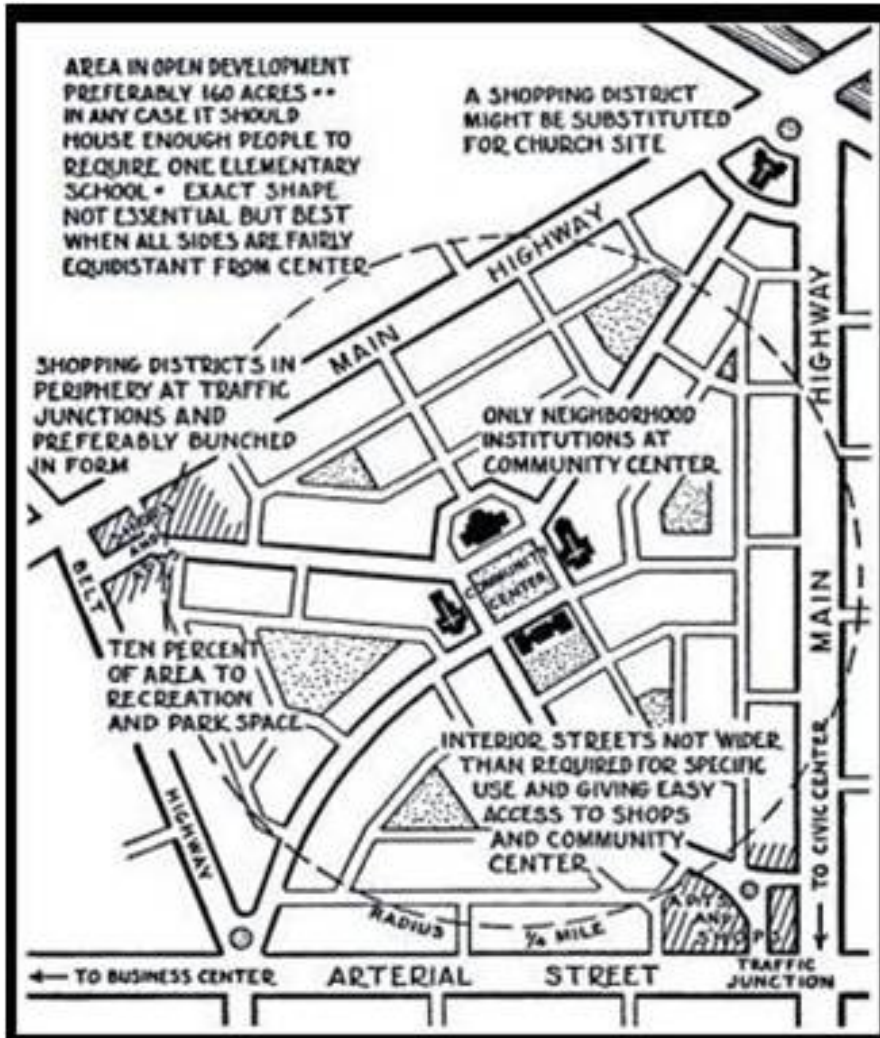 AREA IN OPEN DEVELOPMENT
PREFERABLY 160 ACRES ••
IN ANY CASE IT SHOULD
HOUSE ENOUGH PEOPLE TO
REQUIRE ONE ELEMENTARY
SCHOOL • EXACT SHAPE
NOT ESSENTIAL BUT BEST
WHEN ALL SIDES ARE FAIRLY
EQUIDISTANT FROM CENTER
A SHOPPING DISTRICT
MIGHT BE SUBSTITUTED
FOR CHURCH SITE
MAIN HIGHWAY
HIGHWAY
MAIN
SHOPPING DISTRICTS IN
PERIPHERY AT TRAFFIC
JUNCTIONS AND
PREFERABLY BUNCHED
IN FORM
ONLY NEIGHBORHOOD
INSTITUTIONS AT
COMMUNITY CENTER
AND
BELT
HIGHWAY
COMMUNITY
CENTER
TEN PERCENT
OF AREA TO
RECREATION
AND PARK SPACE
INTERIOR STREETS NOT WIDER
THAN REQUIRED FOR SPECIFIC
USE AND GIVING EASY
ACCESS TO SHOPS
AND COMMUNITY
CENTER
TO CIVIC CENTER
RADIUS 1/4 MILE
APTS
AND
SHOPS
TRAFFIC
JUNCTION
TO BUSINESS CENTER
ARTERIAL STREET